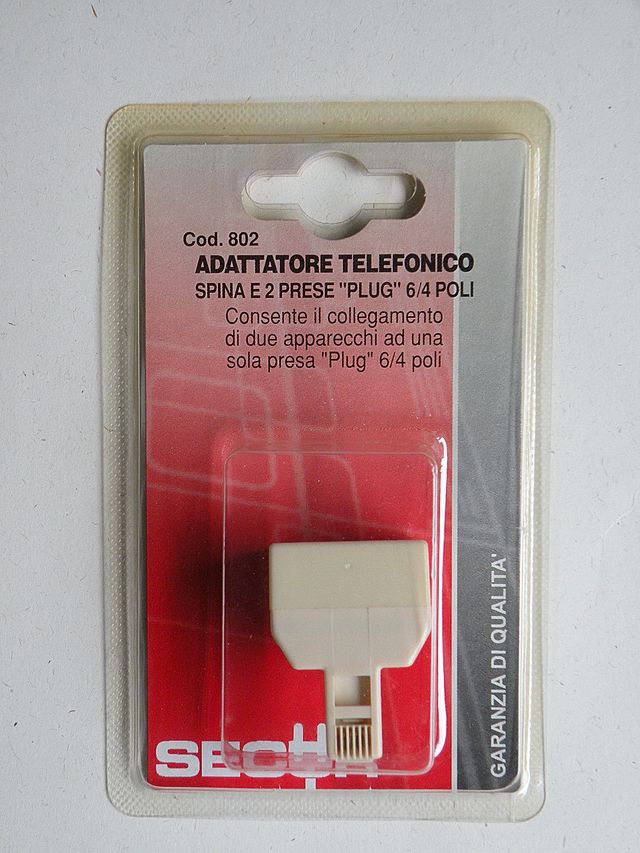 Cod. 802
ADATTATORE TELEFONICO
SPINA E 2 PRESE "PLUG" 6/4 POLI
Consente il collegamento
di due apparecchi ad una
sola presa "Plug" 6/4 poli
GARANZIA DI QUALITA'